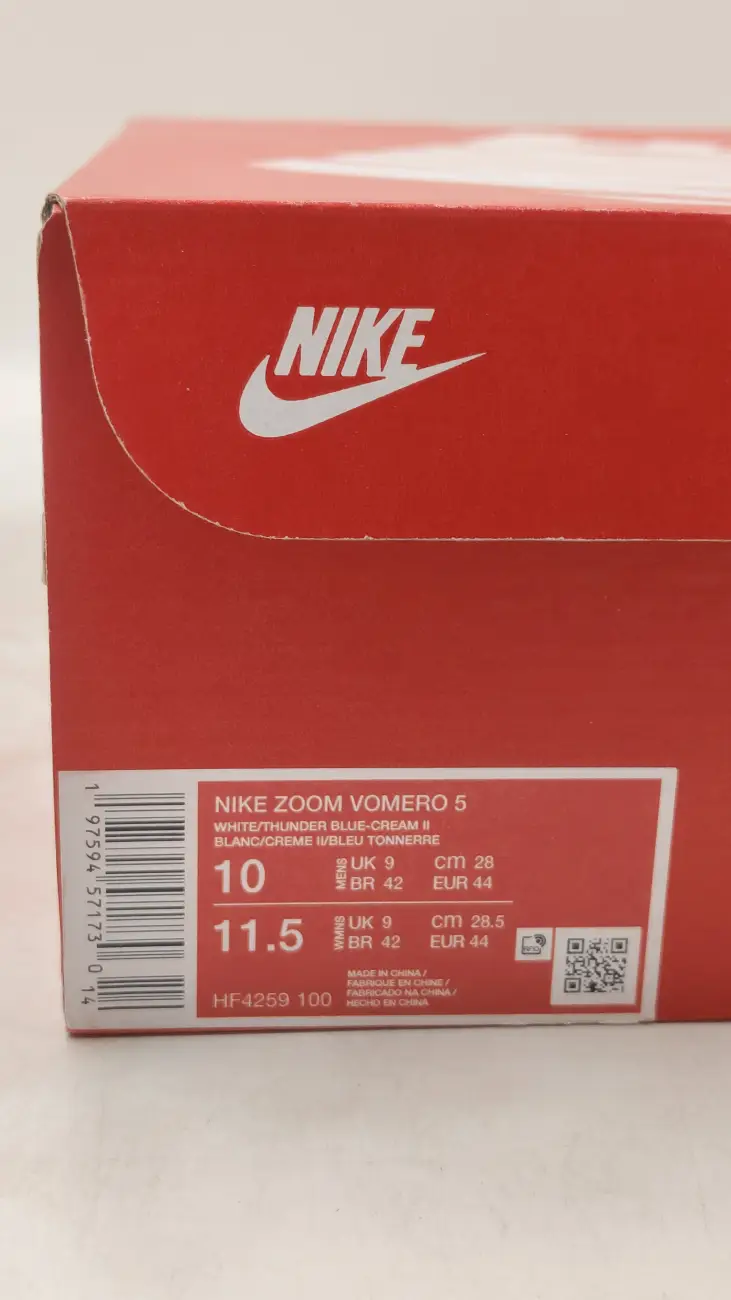 NIKE
NIKE ZOOM VOMERO 5
WHITE/THUNDER BLUE-CREAM II
BLANC/CREME II/BLEU TONNERRE
10 MENS UK 9 cm 28
BR 42 EUR 44
11.5 WMNS UK 9 cm 28.5
BR 42 EUR 44
MADE IN CHINA /
FABRIQUE EN CHINE /
FABRICADO NA CHINA /
HECHO EN CHINA
HF4259 100
1 97594 57173 0 14